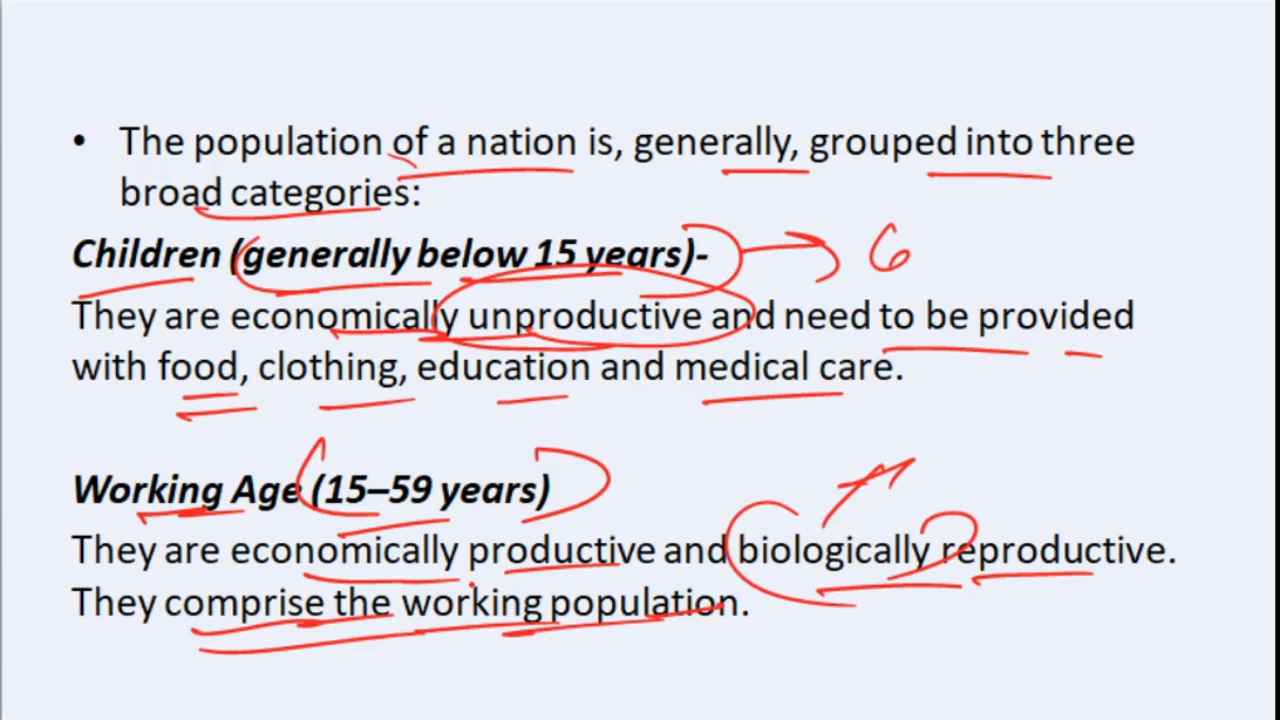 • The population of a nation is, generally, grouped into three
broad categories:
Children (generally below 15 years)- 6
They are economically unproductive and need to be provided
with food, clothing, education and medical care.
Working Age (15–59 years)
They are economically productive and biologically reproductive.
They comprise the working population.